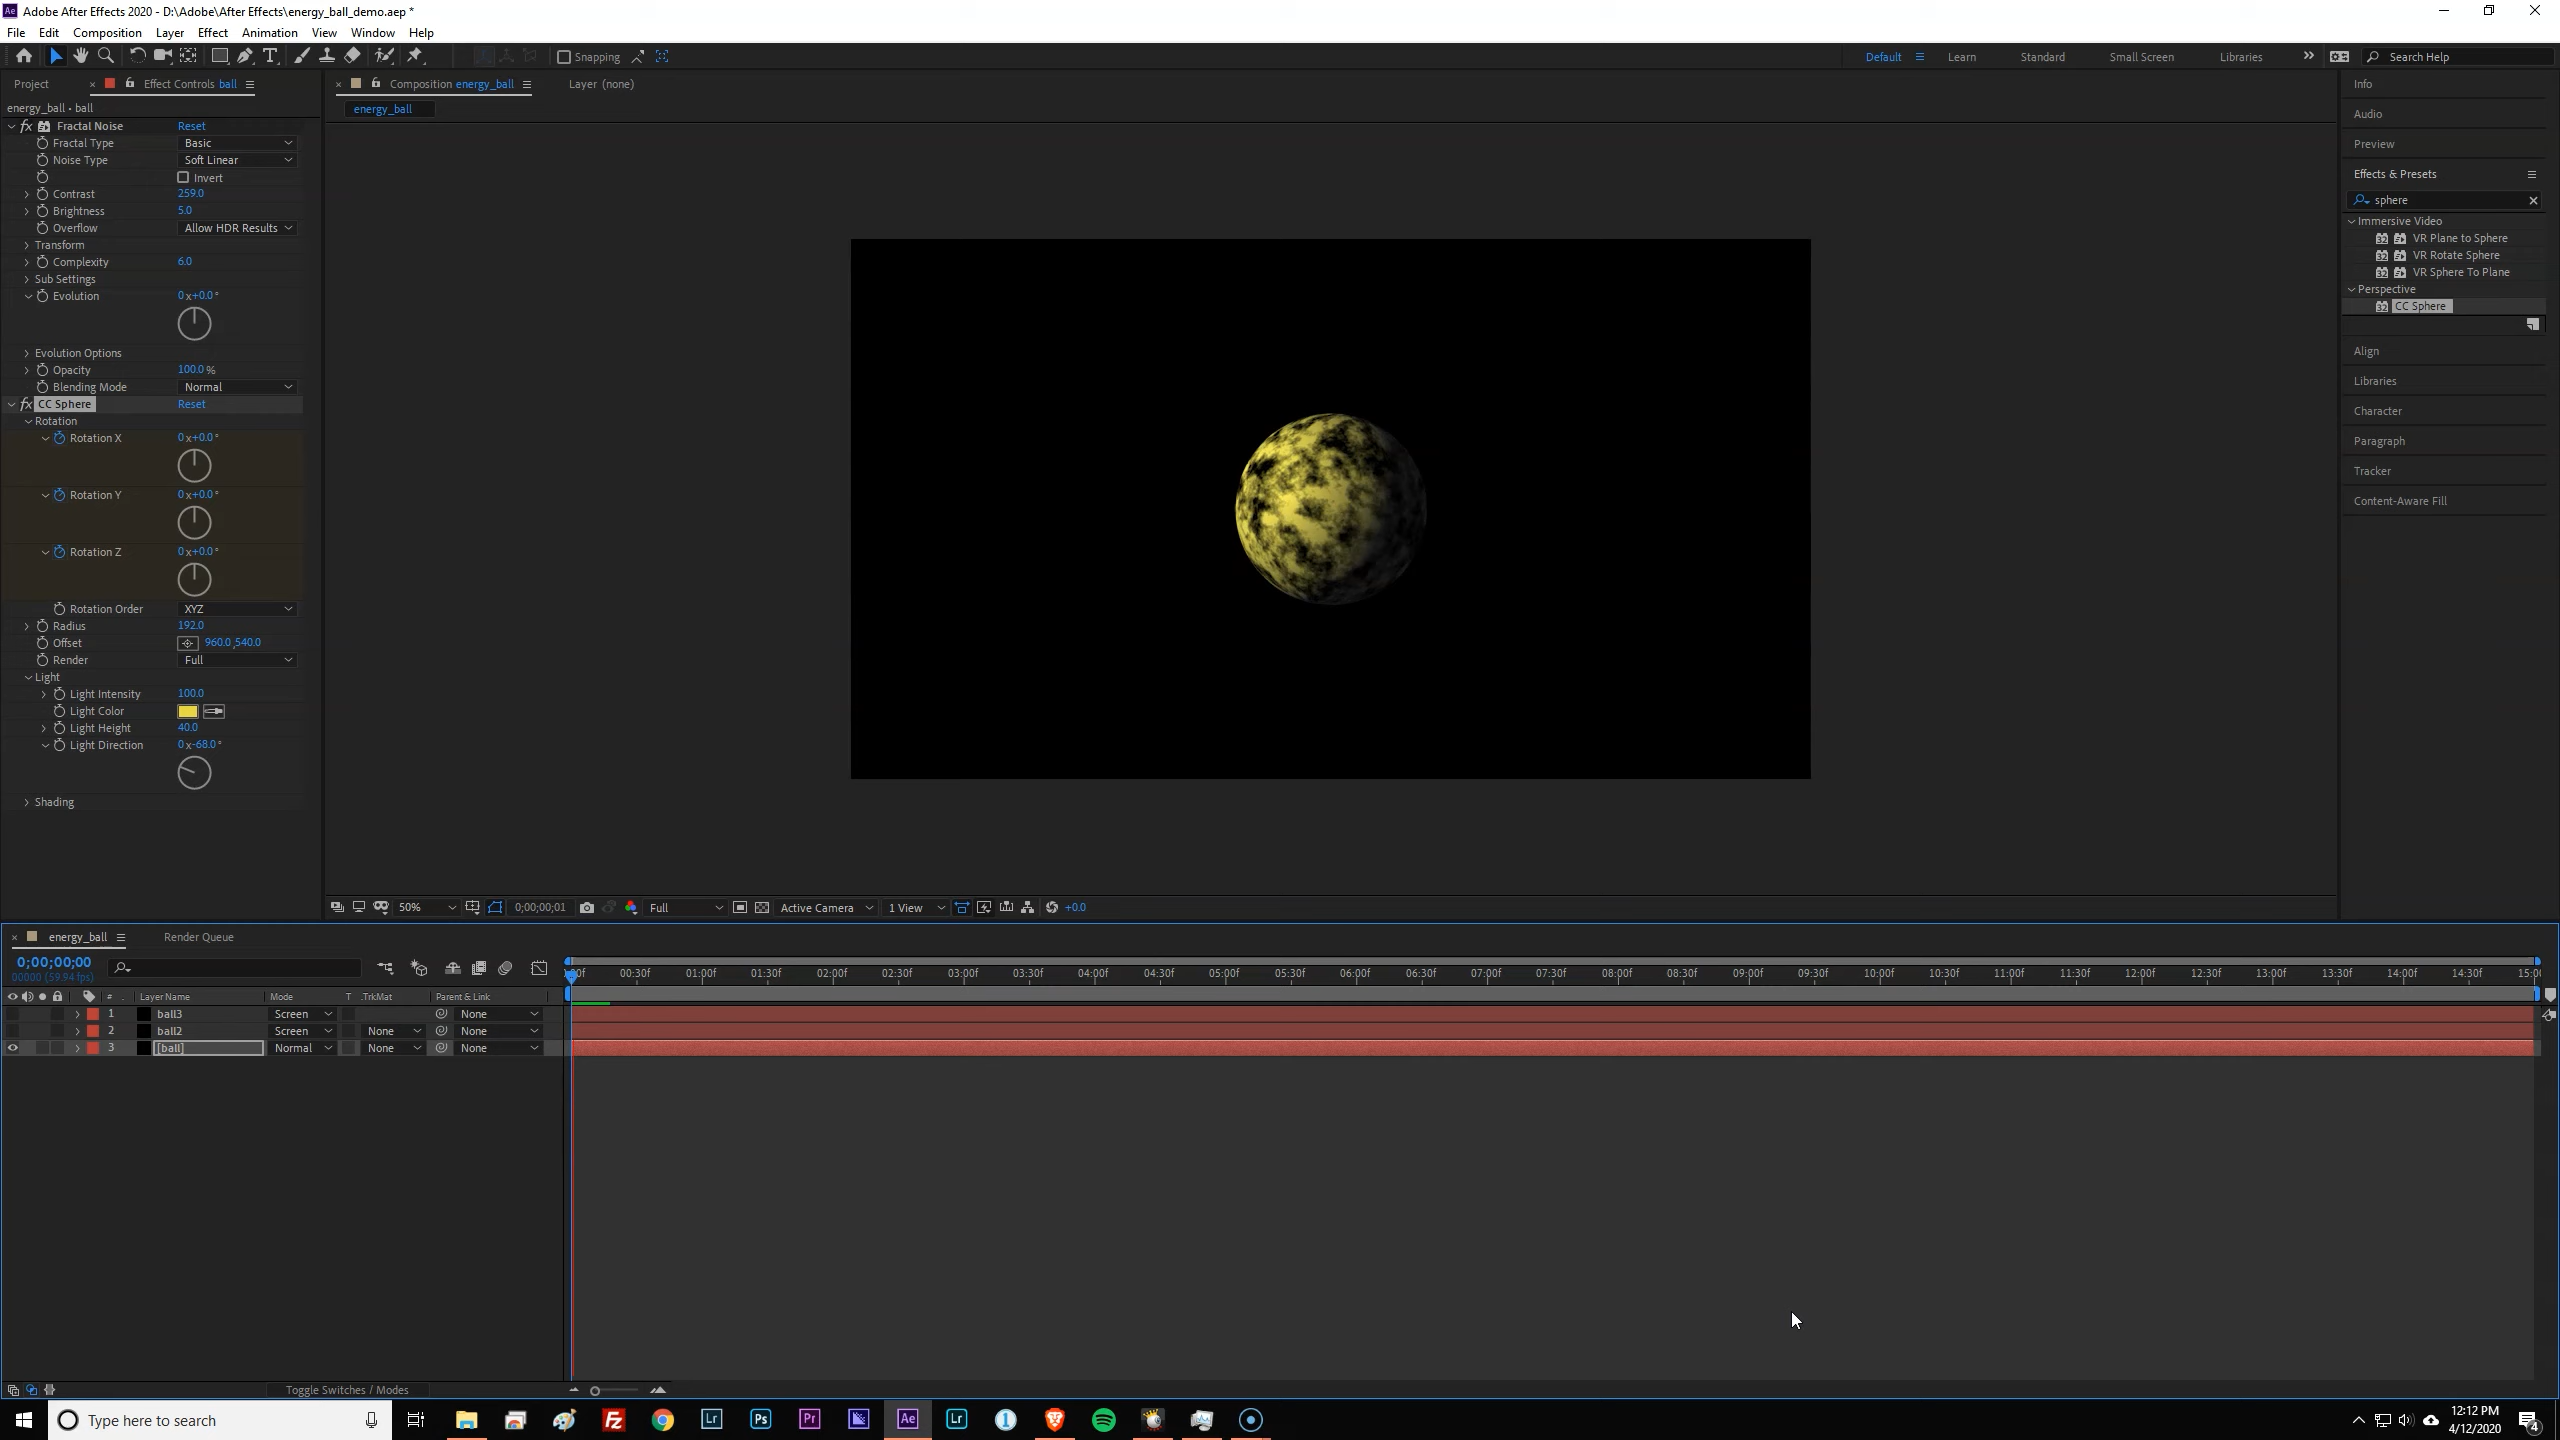 Adobe After Effects 2020 - D:\Adobe\After Effects\energy_ball_demo.aep *
File Edit Composition Layer Effect Animation View Window Help
Snapping Default Learn Standard Small Screen Libraries Search Help
Project Effect Controls ball
Composition energy_ball Layer (none)
energy_ball • ball
energy_ball
Fractal Noise Reset
Fractal Type Basic
Noise Type Soft Linear
Invert
Contrast 259.0
Brightness 5.0
Overflow Allow HDR Results
Transform
Complexity 6.0
Sub Settings
Evolution 0x+0.0°
Evolution Options
Opacity 100.0%
Blending Mode Normal
CC Sphere Reset
Rotation
Rotation X 0x+0.0°
Rotation Y 0x+0.0°
Rotation Z 0x+0.0°
Rotation Order XYZ
Radius 192.0
Offset 960.0,540.0
Render Full
Light
Light Intensity 100.0
Light Color
Light Height 40.0
Light Direction 0x-68.0°
Shading
Info
Audio
Preview
Effects & Presets
sphere
Immersive Video
VR Plane to Sphere
VR Rotate Sphere
VR Sphere To Plane
Perspective
CC Sphere
Align
Libraries
Character
Paragraph
Tracker
Content-Aware Fill
50% 0;00;00;01 Full Active Camera 1 View +0.0
energy_ball Render Queue
0;00;00;00
00000 (59.94 fps)
00:30f 01:00f 01:30f 02:00f 02:30f 03:00f 03:30f 04:00f 04:30f 05:00f 05:30f 06:00f 06:30f 07:00f 07:30f 08:00f 08:30f 09:00f 09:30f 10:00f 10:30f 11:00f 11:30f 12:00f 12:30f 13:00f 13:30f 14:00f 14:30f
# Layer Name Mode T .TrkMat Parent & Link
1 ball3 Screen None
2 ball2 Screen None None
3 [ball] Normal None None
Toggle Switches / Modes
Type here to search
Fz Lr Ps Pr Ae Lr 1
12:12 PM
4/12/2020
4